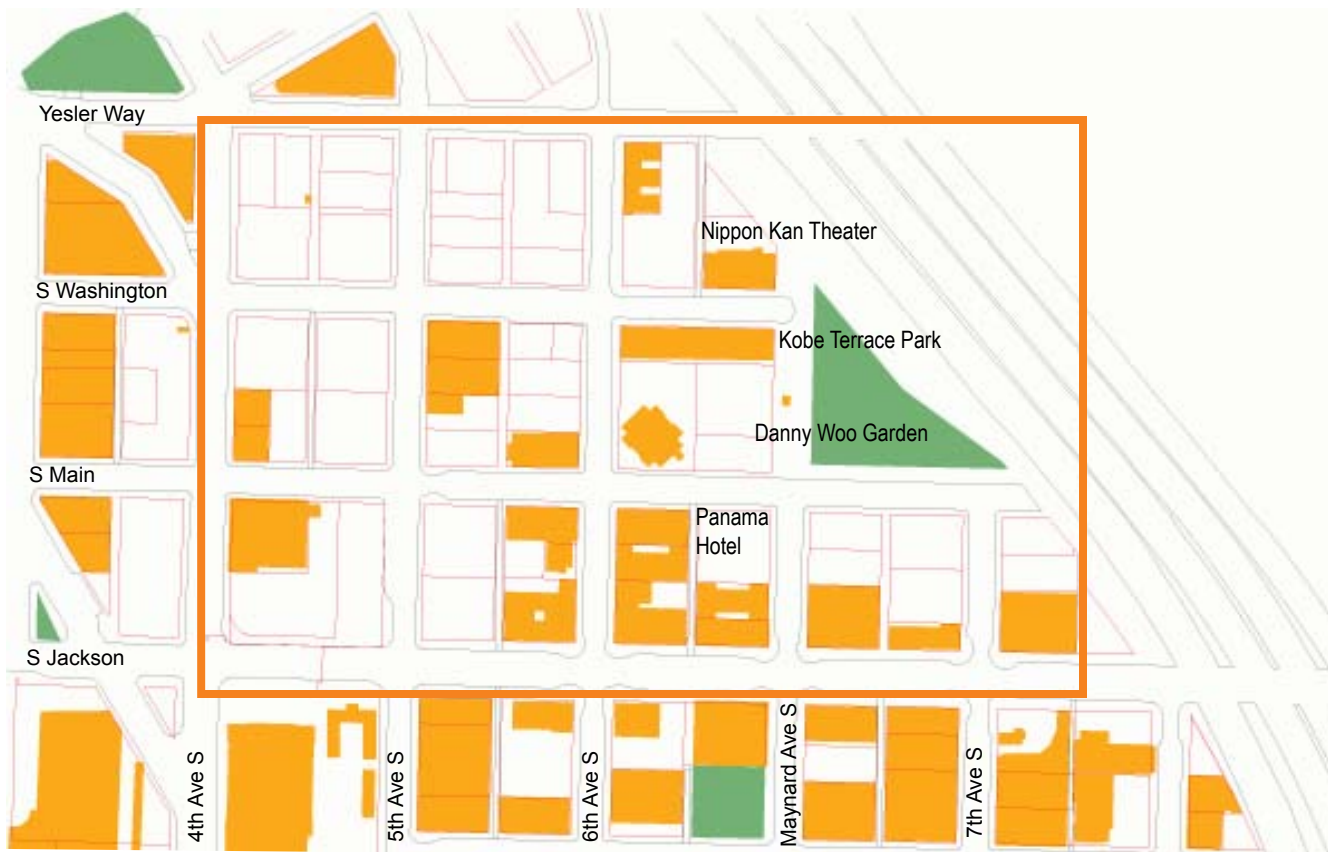 Yesler Way
Nippon Kan Theater
S Washington
Kobe Terrace Park
Danny Woo Garden
S Main
Panama
Hotel
S Jackson
4th Ave S
5th Ave S
6th Ave S
Maynard Ave S
7th Ave S